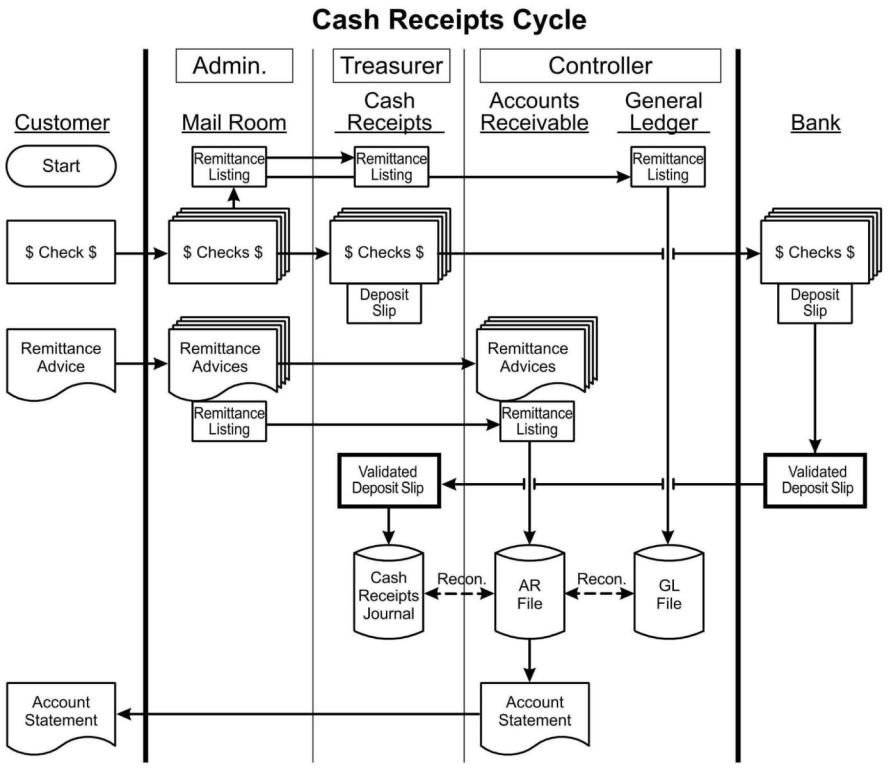 Cash Receipts Cycle
Admin.
Treasurer
Controller
Customer
Mail Room
Cash
Receipts
Accounts
Receivable
General
Ledger
Bank
Start
Remittance
Listing
Remittance
Listing
Remittance
Listing
$ Check $
$ Checks $
$ Checks $
$ Checks $
Deposit
Slip
Deposit
Slip
Remittance
Advice
Remittance
Advices
Remittance
Advices
Remittance
Listing
Remittance
Listing
Validated
Deposit Slip
Validated
Deposit Slip
Cash
Receipts
Journal
Recon.
AR
File
Recon.
GL
File
Account
Statement
Account
Statement